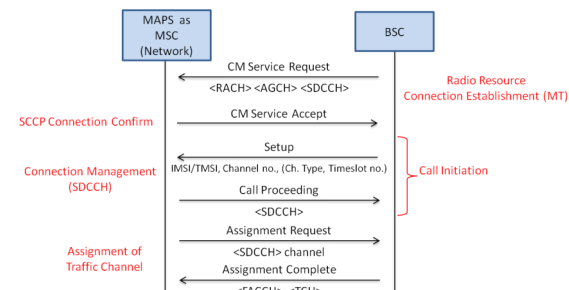 MAPS as
MSC
(Network)
BSC
CM Service Request
<RACH> <AGCH> <SDCCH>
Radio Resource
Connection Establishment (MT)
SCCP Connection Confirm
CM Service Accept
Setup
IMSI/TMSI, Channel no., (Ch. Type, Timeslot no.)
Connection Management
(SDCCH)
Call Initiation
Call Proceeding
<SDCCH>
Assignment Request
<SDCCH> channel
Assignment of
Traffic Channel
Assignment Complete
<FACCH> <TCH>